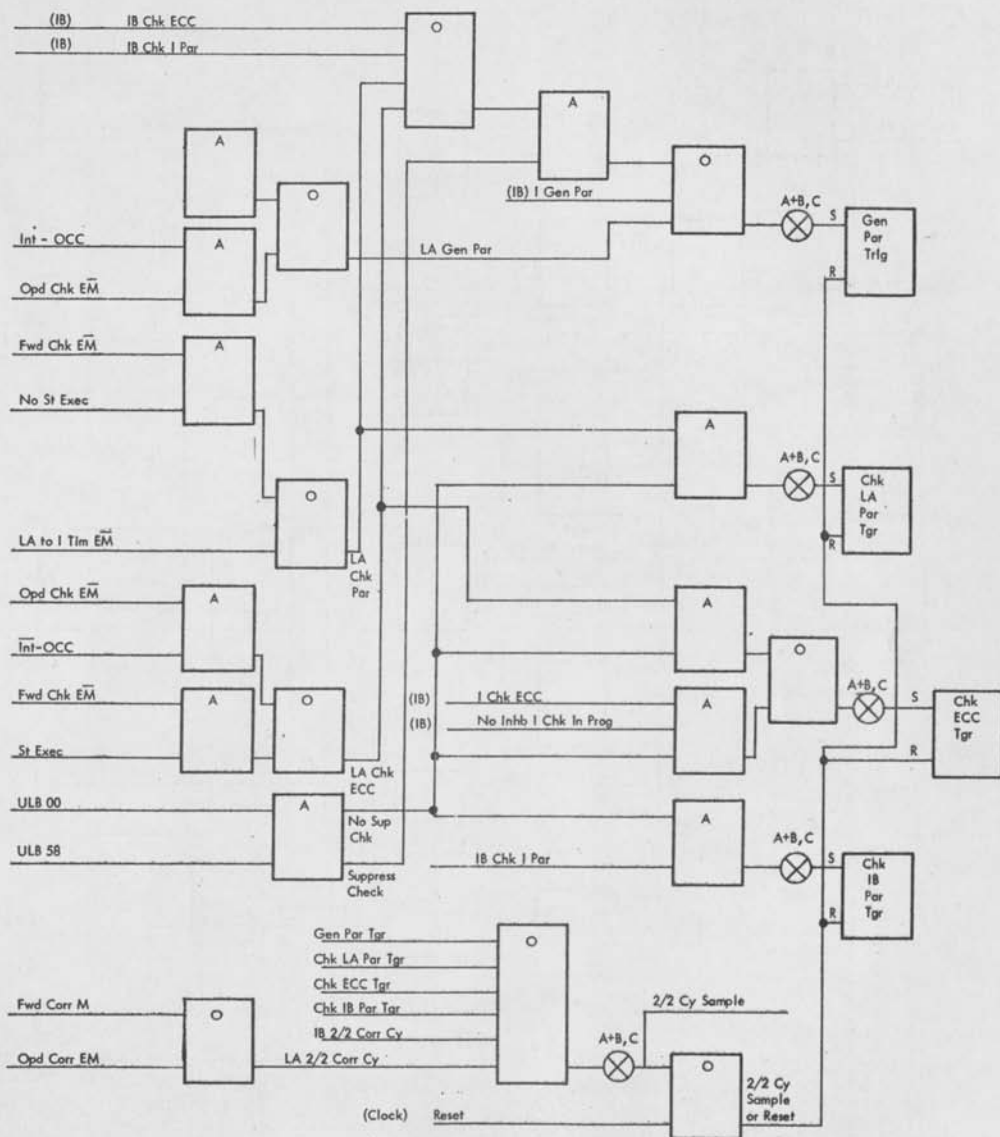 (IB) IB Chk ECC
(IB) IB Chk I Par
O
A
A
O
(IB) I Gen Par
A+B, C
S
Gen
Par
Trig
R
A
Int - OCC
Opd Chk EM̅
O
LA Gen Par
A
Fwd Chk EM̅
No St Exec
O
LA to I Tim EM̅
LA
Chk
Par
A
A+B, C
S
Chk
LA
Par
Tgr
R
A
Opd Chk EM̅
I̅nt-OCC
A
Fwd Chk EM̅
St Exec
O
LA Chk
ECC
A
(IB) I Chk ECC
(IB) No Inhb I Chk In Prog
A
O
A+B, C
S
Chk
ECC
Tgr
R
ULB 00
A
No Sup
Chk
ULB 58
Suppress
Check
A
IB Chk I Par
A+B, C
S
Chk
IB
Par
Tgr
R
Gen Par Tgr
Chk LA Par Tgr
Chk ECC Tgr
Chk IB Par Tgr
IB 2/2 Corr Cy
LA 2/2 Corr Cy
O
Fwd Corr M
Opd Corr EM
O
A+B, C
2/2 Cy Sample
O
(Clock) Reset
2/2 Cy
Sample
or Reset